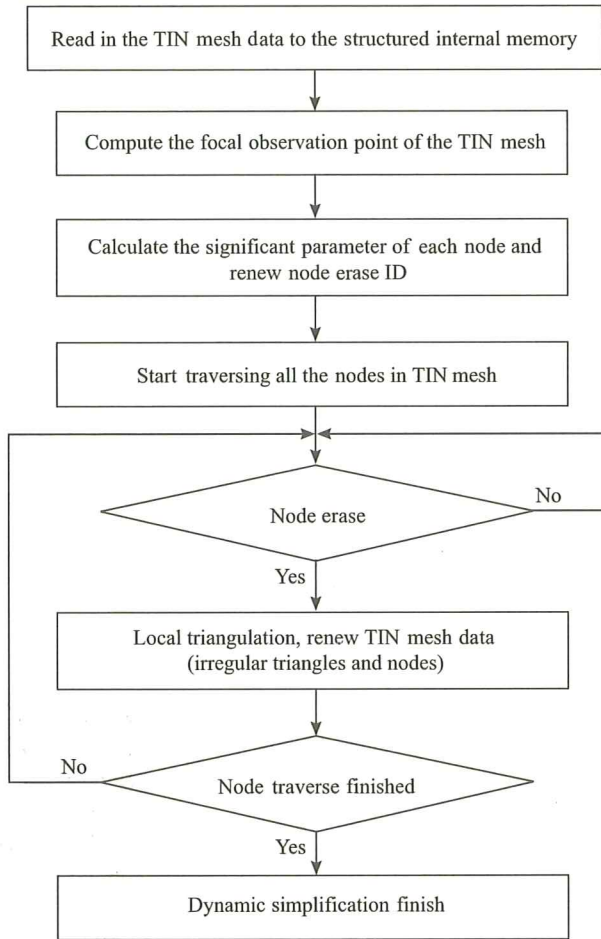 Read in the TIN mesh data to the structured internal memory
Compute the focal observation point of the TIN mesh
Calculate the significant parameter of each node and
renew node erase ID
Start traversing all the nodes in TIN mesh
Node erase
No
Yes
Local triangulation, renew TIN mesh data
(irregular triangles and nodes)
No
Node traverse finished
Yes
Dynamic simplification finish